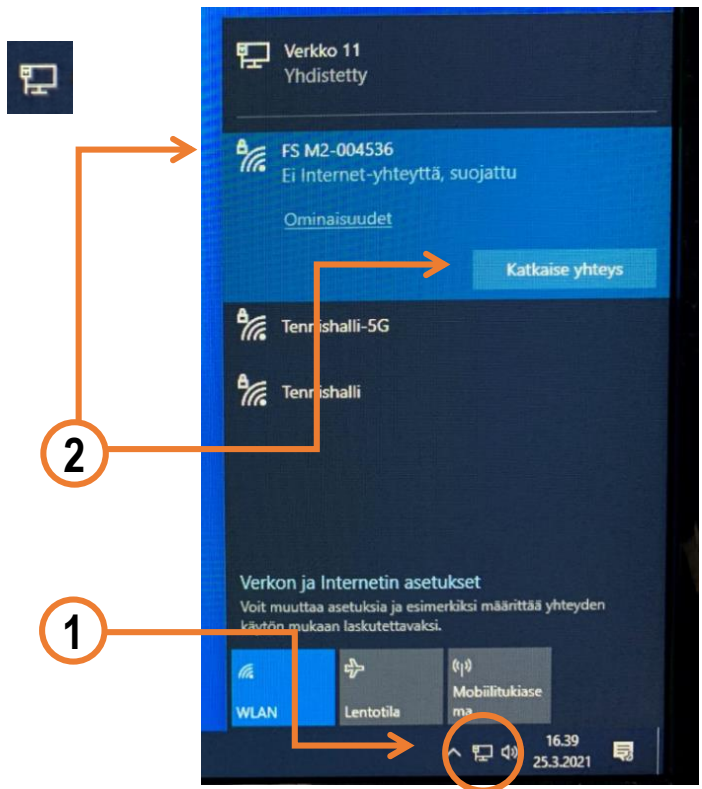 Verkko 11
Yhdistetty
FS M2-004536
Ei Internet-yhteyttä, suojattu
Ominaisuudet
Katkaise yhteys
Tennishalli-5G
Tennishalli
2
Verkon ja Internetin asetukset
Voit muuttaa asetuksia ja esimerkiksi määrittää yhteyden
käytön mukaan laskutettavaksi.
1
WLAN
Lentotila
Mobiilitukiase
ma
16.39
25.3.2021